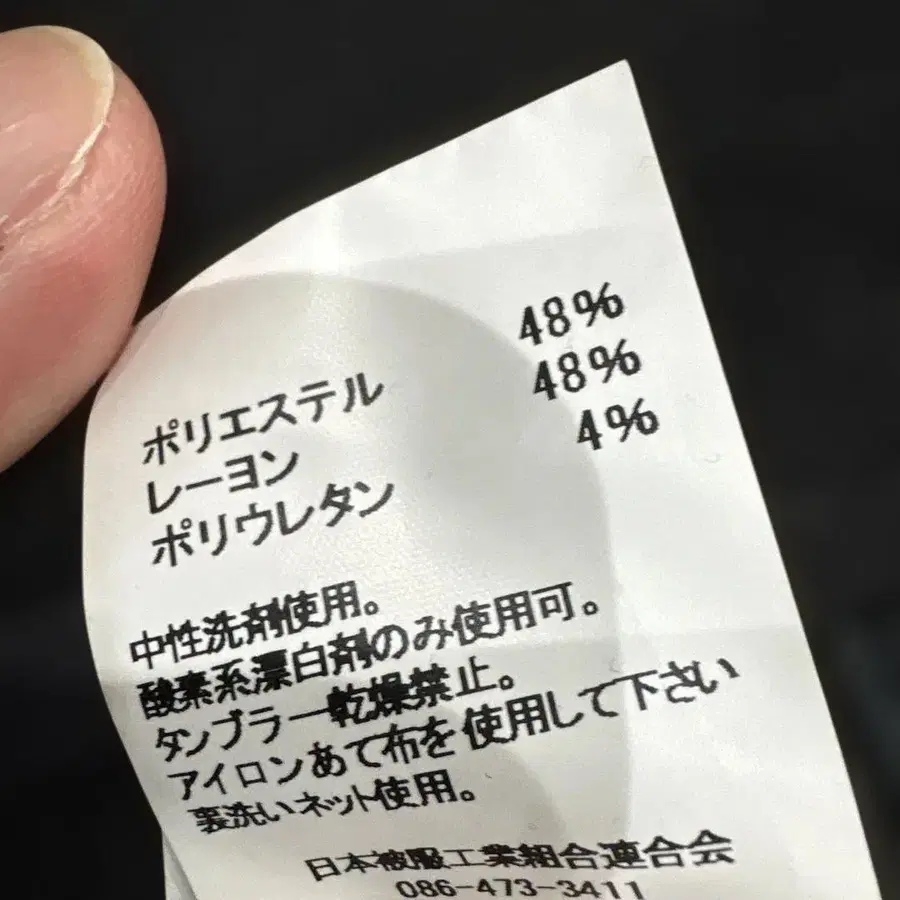 ポリエステル 48%
レーヨン 48%
ポリウレタン 4%
中性洗剤使用。
酸素系漂白剤のみ使用可。
タンブラー乾燥禁止。
アイロンあて布を使用して下さい
裏洗いネット使用。
日本被服工業組合連合会
086-473-3411